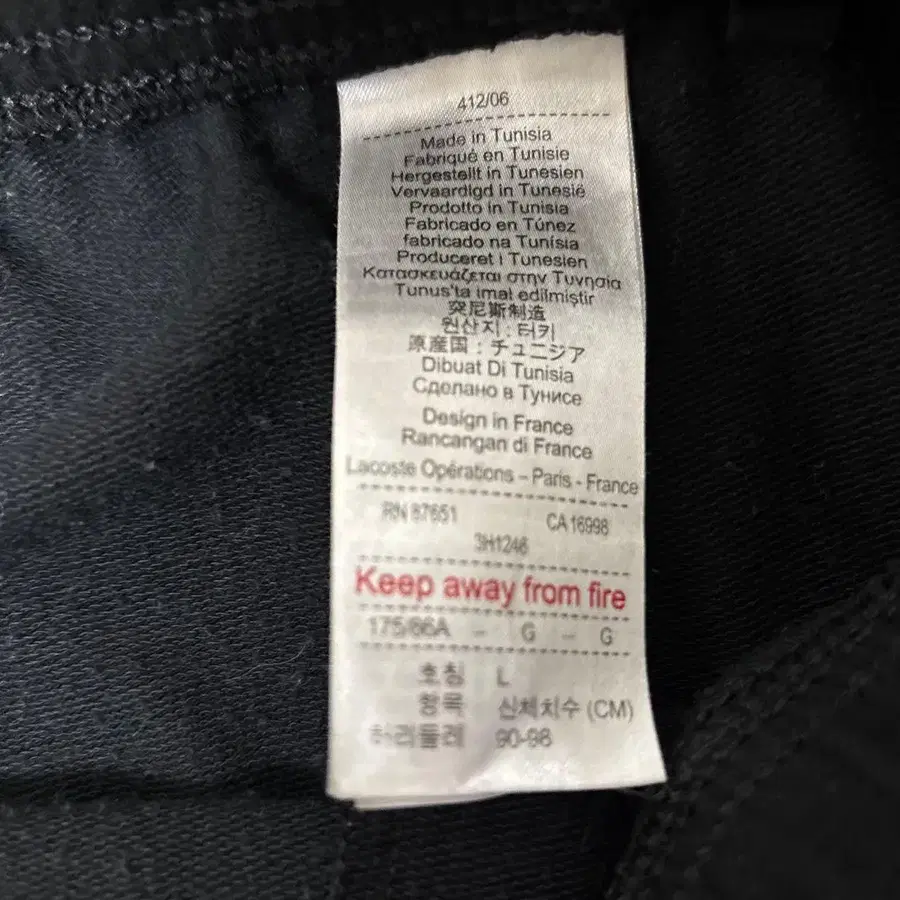 412/06
Made in Tunisia
Fabriqué en Tunisie
Hergestellt in Tunesien
Vervaardigd in Tunesië
Prodotto in Tunisia
Fabricado en Túnez
fabricado na Tunísia
Produceret i Tunesien
Κατασκευάζεται στην Τυνησία
Tunus'ta imal edilmiştir
突尼斯制造
원산지 : 터키
原産国 : チュニジア
Dibuat Di Tunisia
Сделано в Тунисе
Design in France
Rancangan di France
Lacoste Opérations – Paris - France
RN 87651 CA 16998
3H1246
Keep away from fire
175/86A – G – G
호칭 L
항목 신체치수 (CM)
허리둘레 90-98